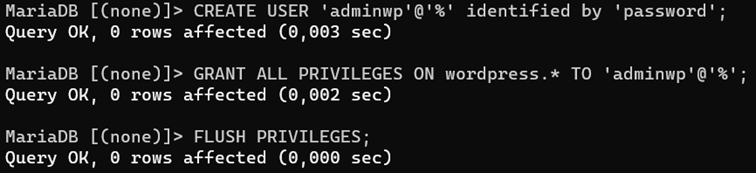 MariaDB [(none)]> CREATE USER 'adminwp'@'%' identified by 'password';
Query OK, 0 rows affected (0,003 sec)
MariaDB [(none)]> GRANT ALL PRIVILEGES ON wordpress.* TO 'adminwp'@'%';
Query OK, 0 rows affected (0,002 sec)
MariaDB [(none)]> FLUSH PRIVILEGES;
Query OK, 0 rows affected (0,000 sec)